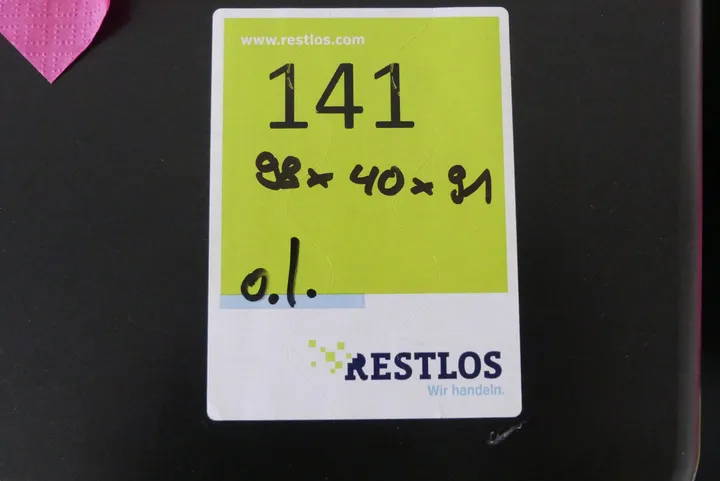 www.restlos.com
141
98 x 40 x 91
o.l.
RESTLOS
Wir handeln.